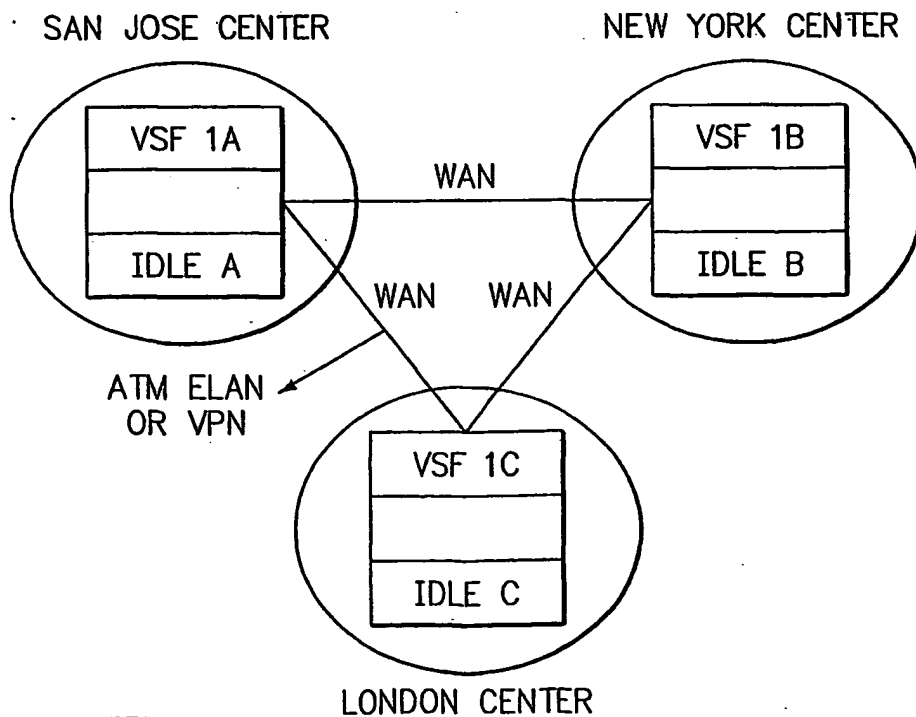 SAN JOSE CENTER
NEW YORK CENTER
VSF 1A
VSF 1B
WAN
IDLE A
IDLE B
WAN
WAN
ATM ELAN
OR VPN
VSF 1C
IDLE C
LONDON CENTER